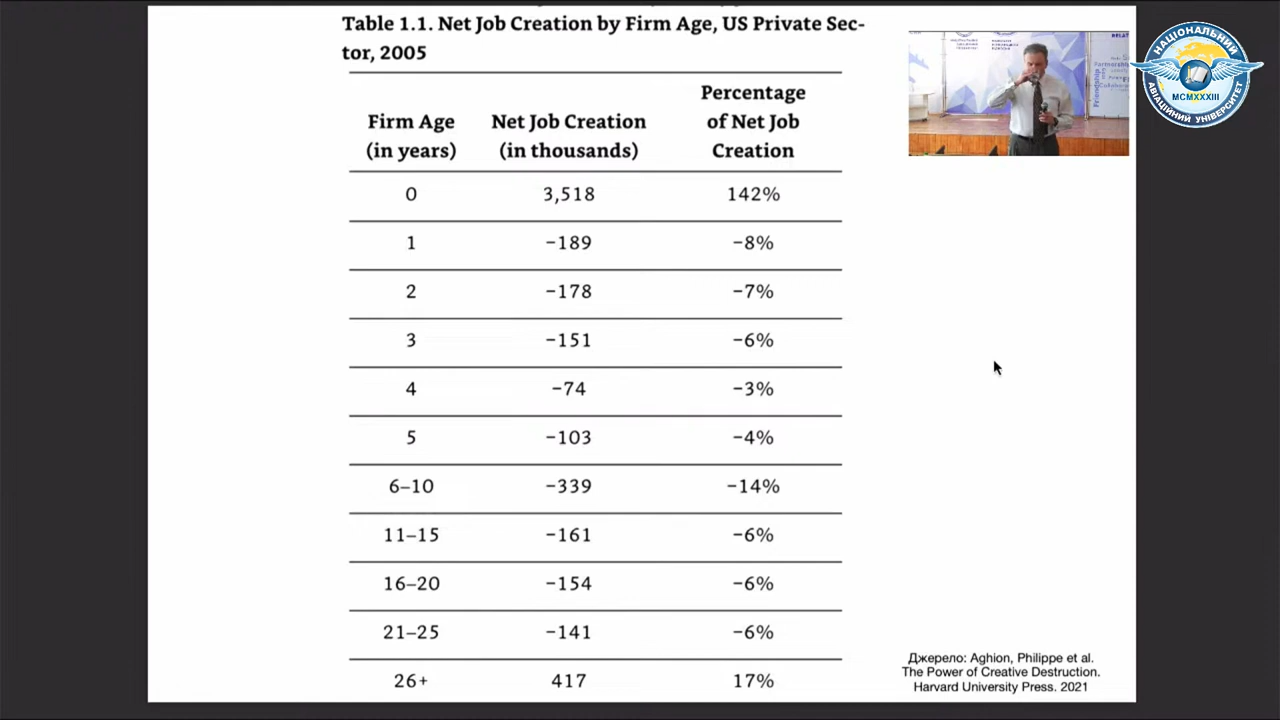 Table 1.1. Net Job Creation by Firm Age, US Private Sec-
tor, 2005
Firm Age (in years) Net Job Creation (in thousands) Percentage of Net Job Creation
0 3,518 142%
1 −189 −8%
2 −178 −7%
3 −151 −6%
4 −74 −3%
5 −103 −4%
6–10 −339 −14%
11–15 −161 −6%
16–20 −154 −6%
21–25 −141 −6%
26+ 417 17%
Джерело: Aghion, Philippe et al.
The Power of Creative Destruction.
Harvard University Press. 2021
НАЦІОНАЛЬНИЙ
АВІАЦІЙНИЙ УНІВЕРСИТЕТ
MCMXXXIII
Friendship